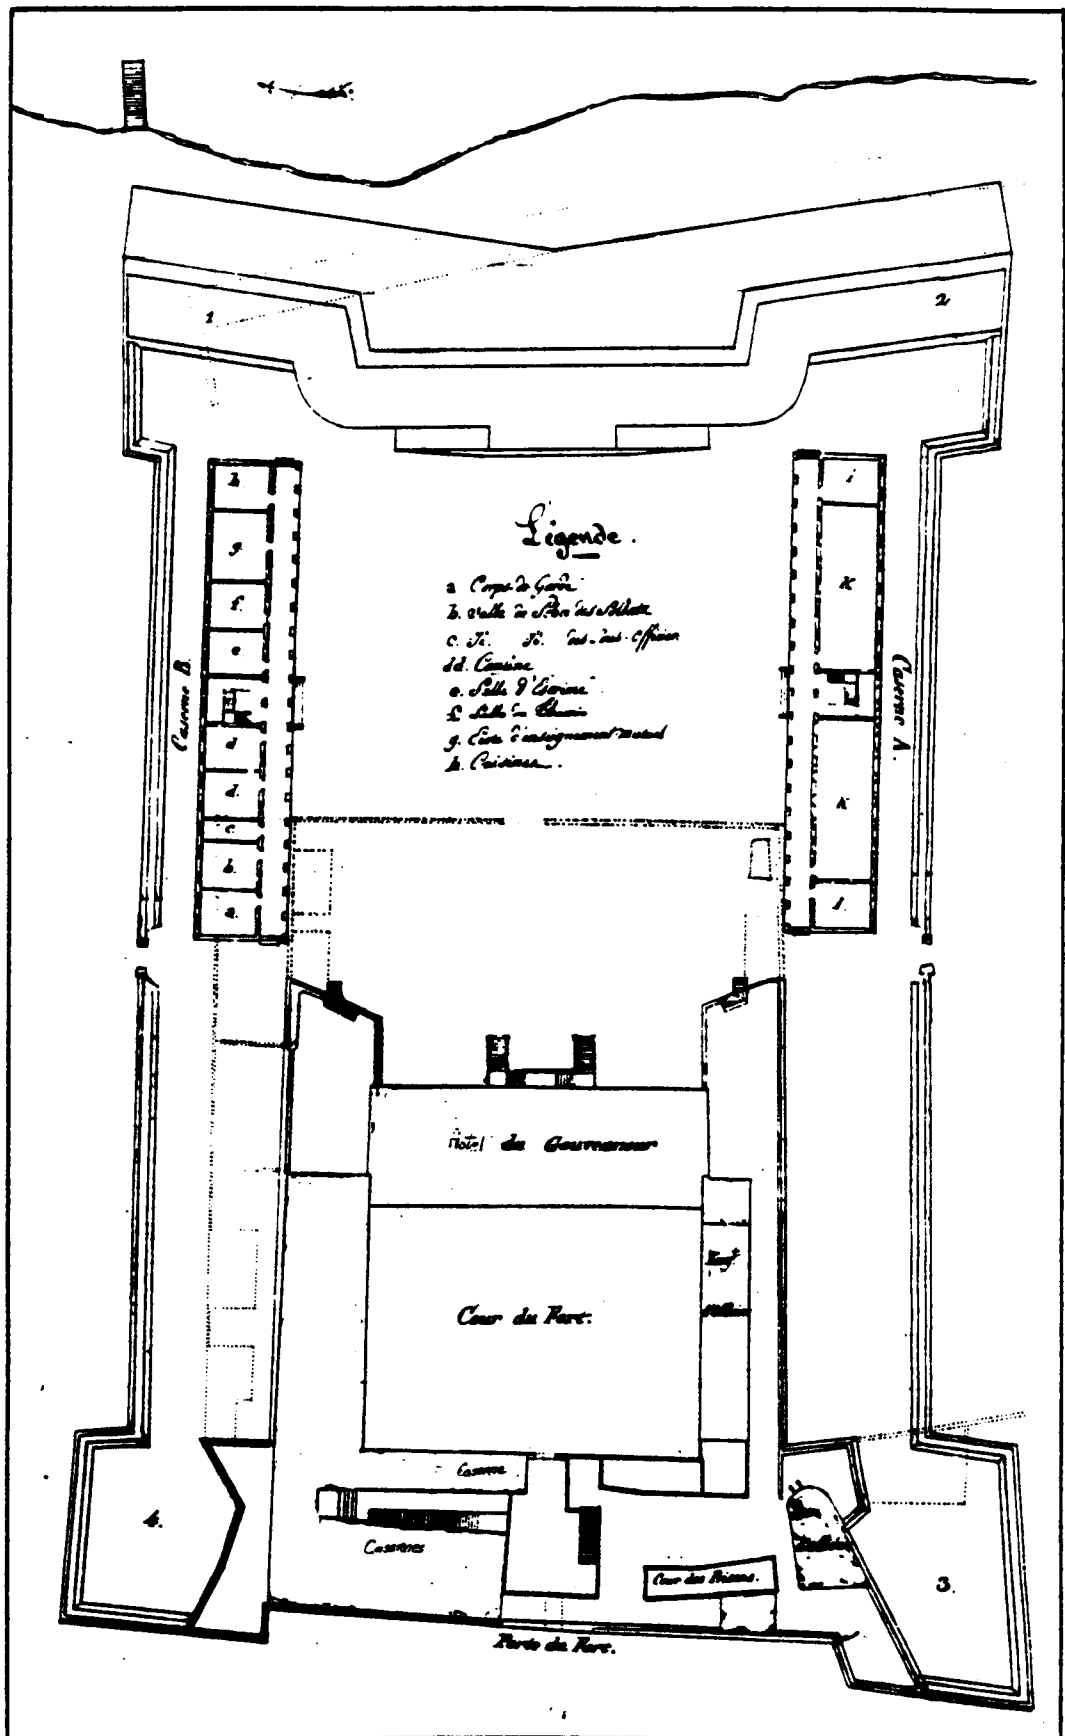 1
2
h
i
g.
K
f.
e
Caserne B.
Caserne A.
d
d.
K
c.
b.
a.
l.
Légende.
a Corps de Garde
b. Salle de des Soldats
c. Id. Id. des Sous-Officiers
dd. Cantine
e. Salle d'Escrime
f. Salle
g. École d'enseignement mutuel
h. Cuisines.
Hôtel du Gouverneur
Cour du Fort.
Caserne
Casernes
Cour des Prisons.
4.
3.
Porte du Fort.